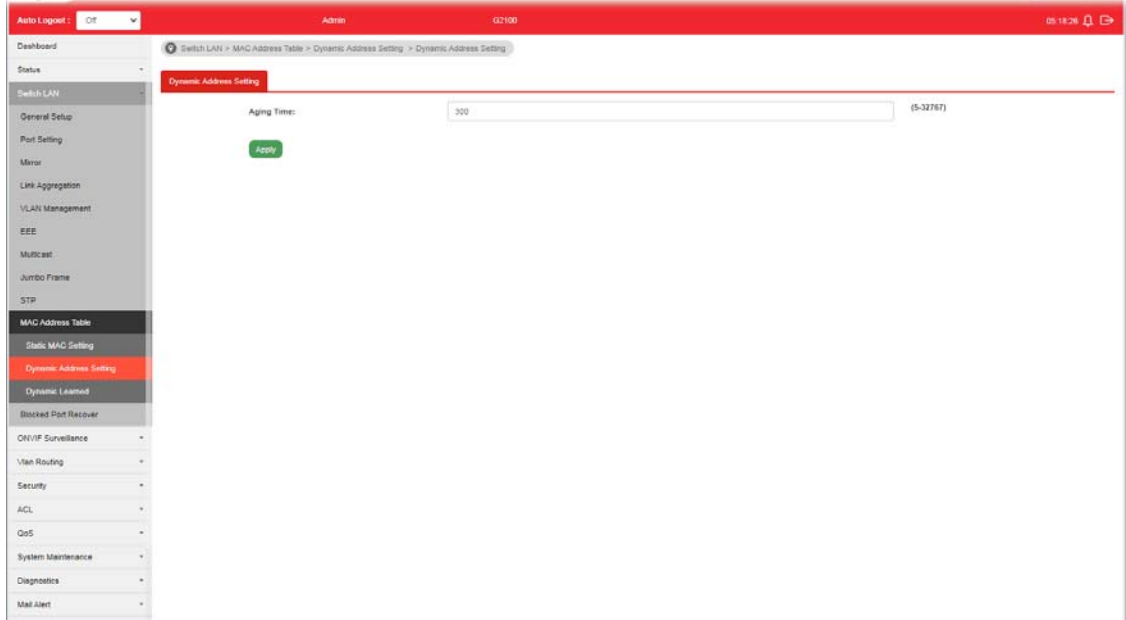 Auto Logout : Off Admin G2100 05:18:26
Dashboard
Switch LAN > MAC Address Table > Dynamic Address Setting > Dynamic Address Setting
Status
Dynamic Address Setting
Switch LAN
Aging Time: 300 (5-32767)
General Setup
Port Setting
Apply
Mirror
Link Aggregation
VLAN Management
EEE
Multicast
Jumbo Frame
STP
MAC Address Table
Static MAC Setting
Dynamic Address Setting
Dynamic Learned
Blocked Port Recover
ONVIF Surveillance
Vlan Routing
Security
ACL
QoS
System Maintenance
Diagnostics
Mail Alert